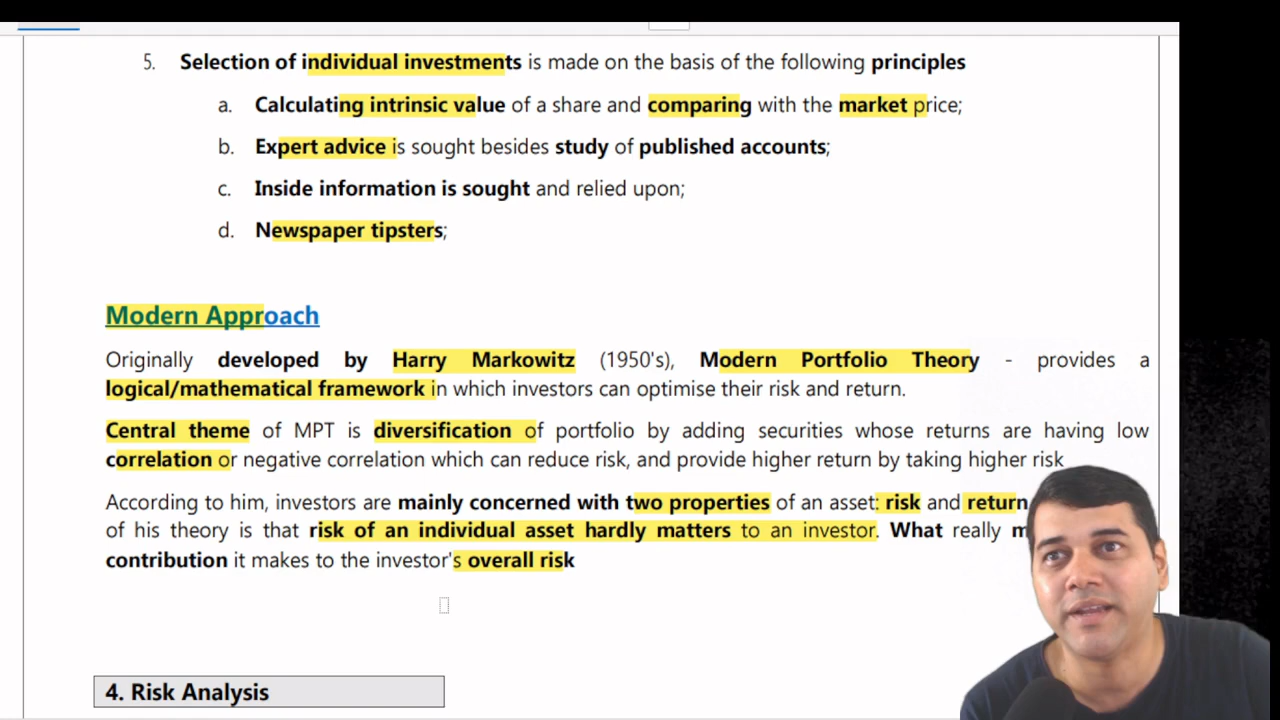 5. Selection of individual investments is made on the basis of the following principles
a. Calculating intrinsic value of a share and comparing with the market price;
b. Expert advice is sought besides study of published accounts;
c. Inside information is sought and relied upon;
d. Newspaper tipsters;
Modern Approach
Originally developed by Harry Markowitz (1950's), Modern Portfolio Theory - provides a
logical/mathematical framework in which investors can optimise their risk and return.
Central theme of MPT is diversification of portfolio by adding securities whose returns are having low
correlation or negative correlation which can reduce risk, and provide higher return by taking higher risk
According to him, investors are mainly concerned with two properties of an asset: risk and return
of his theory is that risk of an individual asset hardly matters to an investor. What really
contribution it makes to the investor's overall risk
4. Risk Analysis